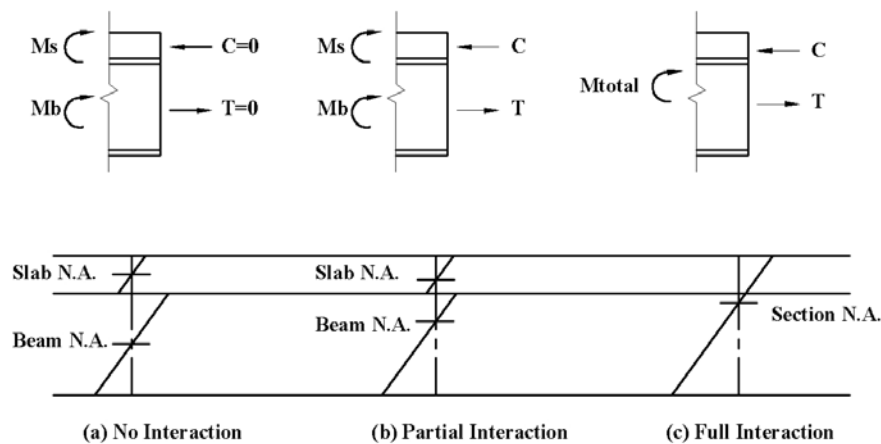 Ms
C=0
Mb
T=0
Ms
C
Mb
T
C
Mtotal
T
Slab N.A.
Beam N.A.
Slab N.A.
Beam N.A.
Section N.A.
(a) No Interaction
(b) Partial Interaction
(c) Full Interaction